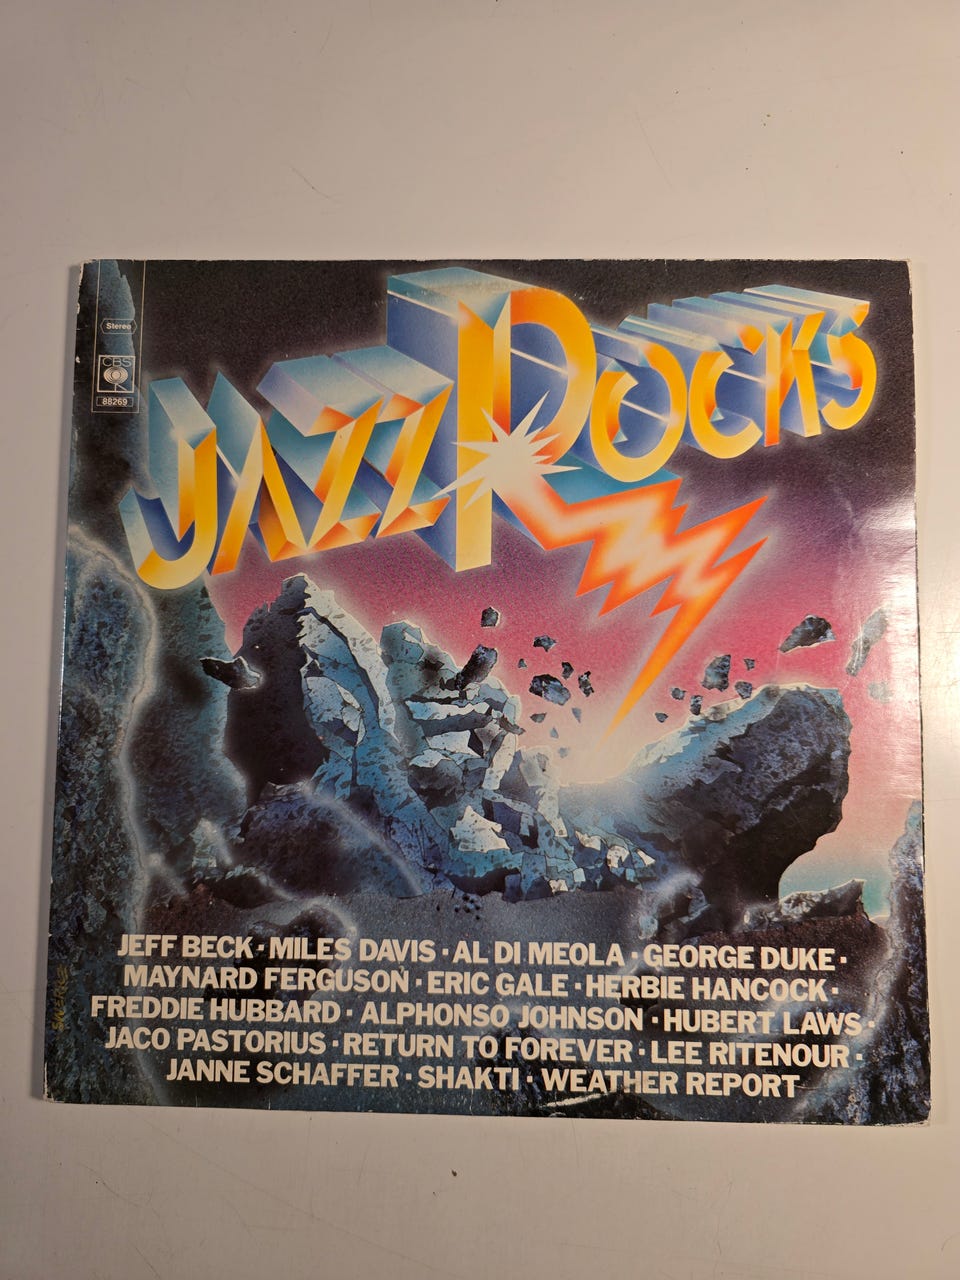 Stereo
CBS
88269
JAZZ ROCKS
JEFF BECK · MILES DAVIS · AL DI MEOLA · GEORGE DUKE ·
MAYNARD FERGUSON · ERIC GALE · HERBIE HANCOCK ·
FREDDIE HUBBARD · ALPHONSO JOHNSON · HUBERT LAWS ·
JACO PASTORIUS · RETURN TO FOREVER · LEE RITENOUR ·
JANNE SCHAFFER · SHAKTI · WEATHER REPORT